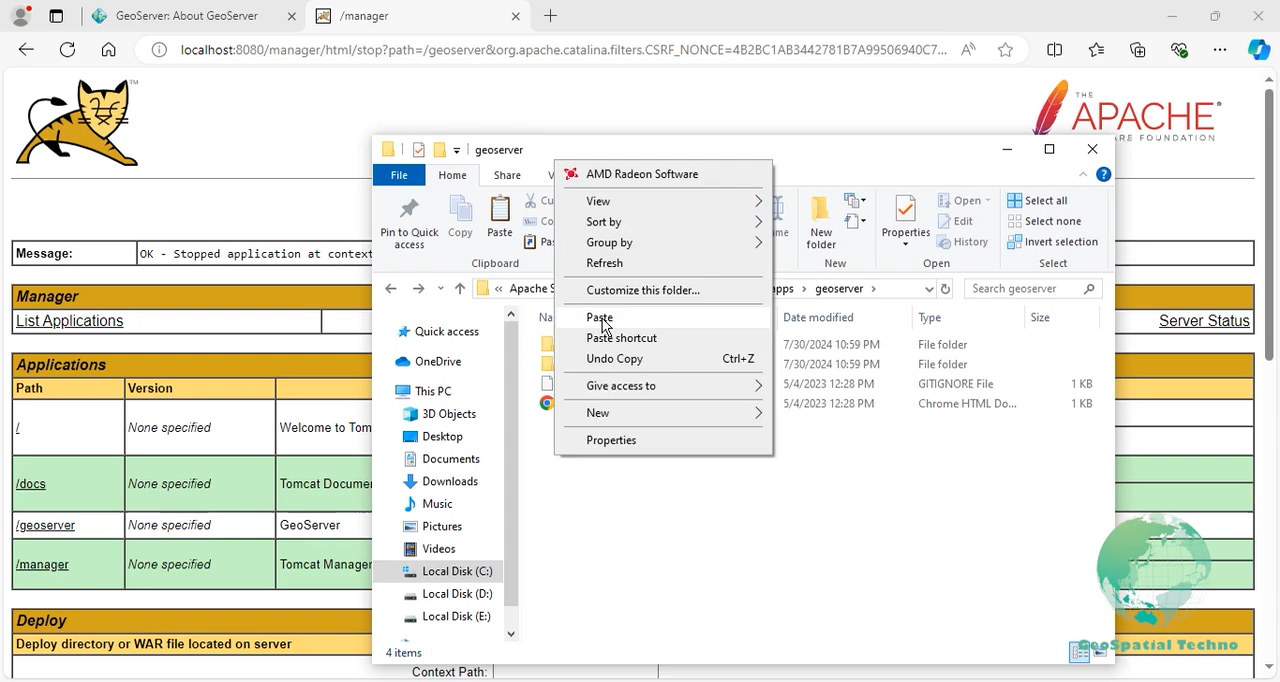 GeoServer: About GeoServer
/manager
localhost:8080/manager/html/stop?path=/geoserver&org.apache.catalina.filters.CSRF_NONCE=4B2BC1AB3442781B7A99506940C7...
TM
THE
APACHE®
ARE FOUNDATION
geoserver
File
Home
Share
Pin to Quick access
Copy
Paste
Cu
Co
Pas
Clipboard
New folder
New
Properties
Open
Edit
History
Open
Select all
Select none
Invert selection
Select
« Apache S
apps › geoserver ›
Search geoserver
Date modified
Type
Size
7/30/2024 10:59 PM File folder
7/30/2024 10:59 PM File folder
5/4/2023 12:28 PM GITIGNORE File 1 KB
5/4/2023 12:28 PM Chrome HTML Do... 1 KB
Quick access
OneDrive
This PC
3D Objects
Desktop
Documents
Downloads
Music
Pictures
Videos
Local Disk (C:)
Local Disk (D:)
Local Disk (E:)
4 items
AMD Radeon Software
View
Sort by
Group by
Refresh
Customize this folder...
Paste
Paste shortcut
Undo Copy Ctrl+Z
Give access to
New
Properties
Message: OK - Stopped application at context
Manager
List Applications
Server Status
Applications
Path Version
/ None specified Welcome to Tom
/docs None specified Tomcat Documen
/geoserver None specified GeoServer
/manager None specified Tomcat Manager
Deploy
Deploy directory or WAR file located on server
Context Path:
GeoSpatial Techno